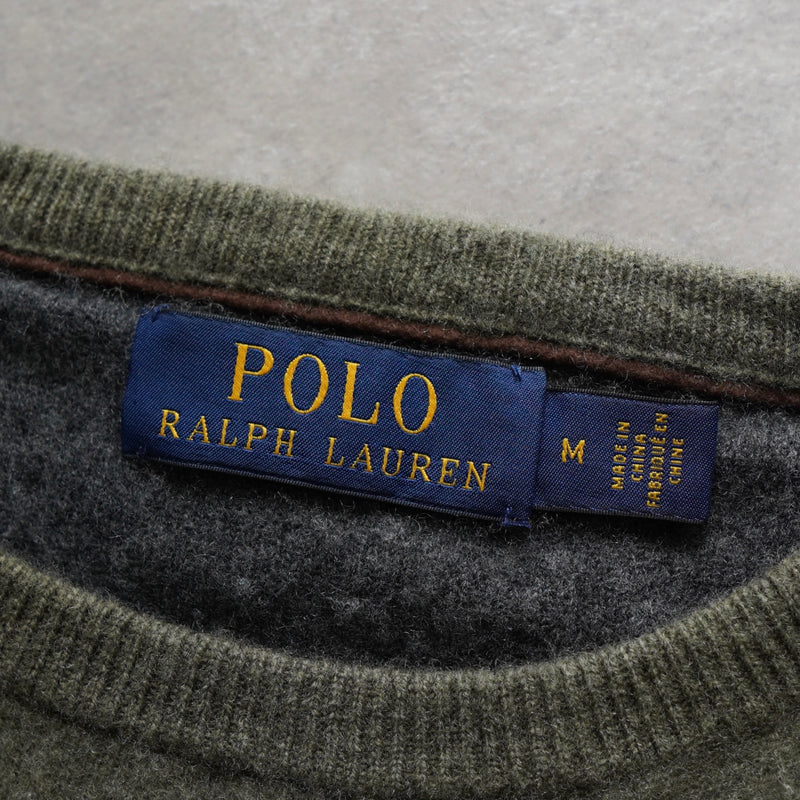 POLO
RALPH LAUREN
M
MADE IN
CHINA
FABRIQUÉ EN
CHINE